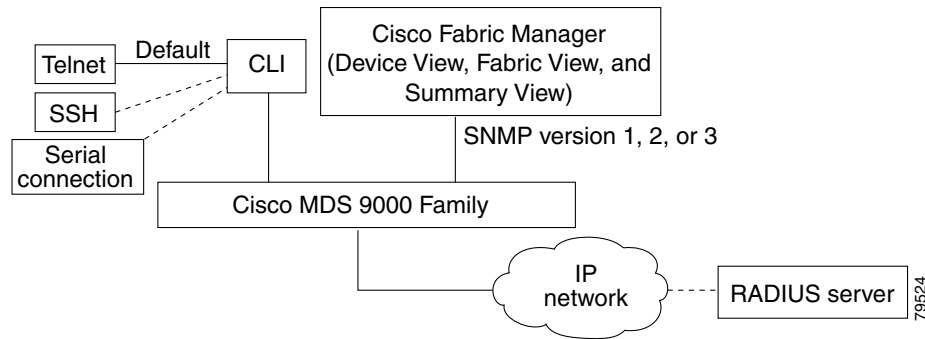 Cisco Fabric Manager
(Device View, Fabric View, and
Summary View)
Default
Telnet
CLI
SSH
Serial
connection
SNMP version 1, 2, or 3
Cisco MDS 9000 Family
IP
network
RADIUS server
79524